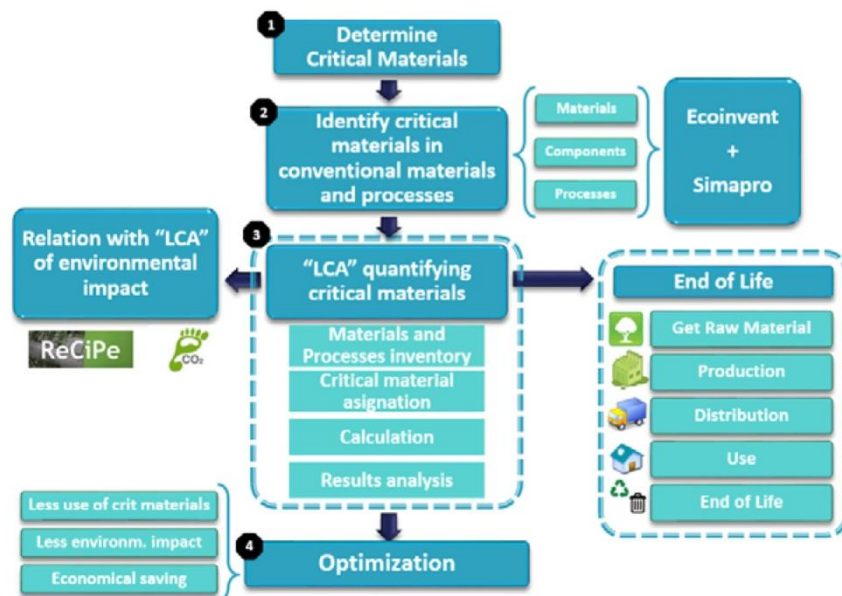 1
Determine
Critical Materials
2
Identify critical
materials in
conventional materials
and processes
Materials
Components
Processes
Ecoinvent
+
Simapro
Relation with “LCA”
of environmental
impact
ReCiPe
CO₂
3
“LCA” quantifying
critical materials
Materials and
Processes inventory
Critical material
asignation
Calculation
Results analysis
End of Life
Get Raw Material
Production
Distribution
Use
End of Life
Less use of crit materials
Less environm. impact
Economical saving
4
Optimization